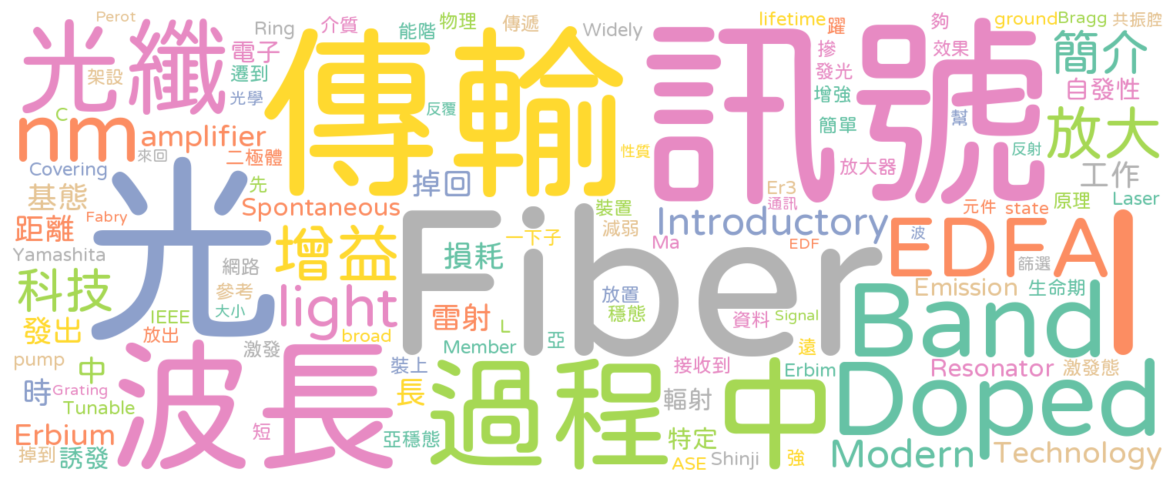 Perot
光纖
架設
C
nm
amplifier
來回
Ring
電子
遷到
光學
介質
能階
物理
傳遞
傳輸
反覆
性質
Widely
訊號
lifetime
躍
摻
發光
增強
簡單
放大器
夠
效果
幫
ground
Bragg
共振腔
簡介
自發性
放大
反射
工作
Covering
二極體
先
基態
Fabry
距離
Yamashita
Spontaneous
掉回
光
增益
網路
參考
大小
科技
發出
IEEE
放出
激發
light
broad
損耗
雷射
一下子
裝置
減弱
Ma
放置
穩態
Introductory
Er3
通訊
EDF
元件
state
原理
Laser
波
EDFA
篩選
l
Fiber
Emission
生命期
資料
Signal
遠
Band
L
Member
亞
裝上
pump
中
時
Grating
Tunable
Erbium
掉到
誘發
波長
短
長
亞穩態
過程
接收到
輻射
特定
ASE
Shinji
中
Erbim
強
Doped
Resonator
激發態
Modern
Technology